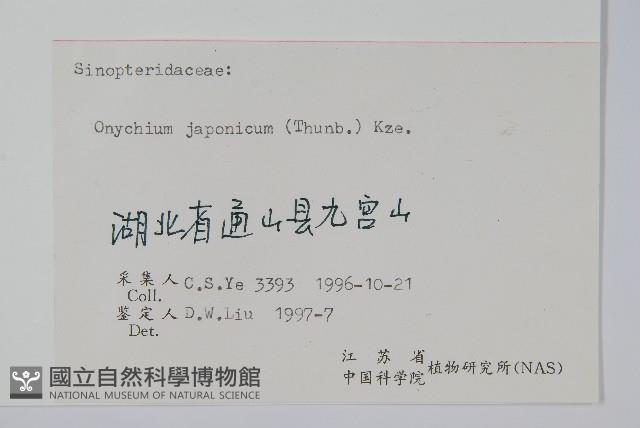 Sinopteridaceae:
Onychium japonicum (Thunb.) Kze.
湖北省通山县九宫山
采集人 C.S.Ye 3393 1996-10-21
Coll.
鉴定人 D.W.Liu 1997-7
Det.
江苏省
中国科学院 植物研究所(NAS)
國立自然科學博物館
NATIONAL MUSEUM OF NATURAL SCIENCE